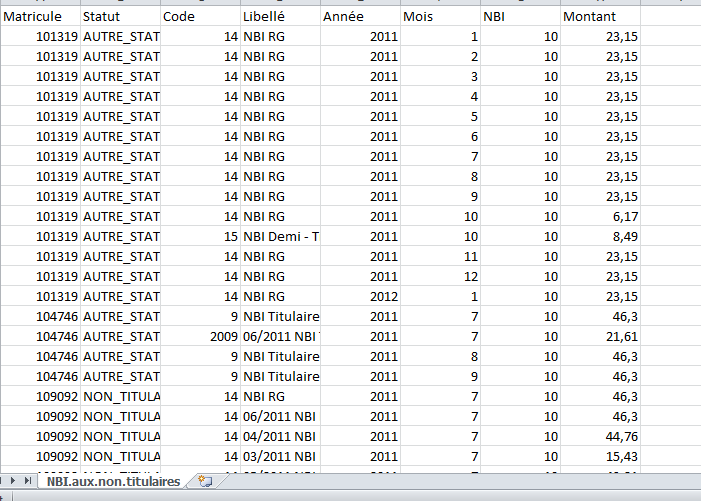 Matricule Statut Code Libellé Année Mois NBI Montant
101319 AUTRE_STAT 14 NBI RG 2011 1 10 23,15
101319 AUTRE_STAT 14 NBI RG 2011 2 10 23,15
101319 AUTRE_STAT 14 NBI RG 2011 3 10 23,15
101319 AUTRE_STAT 14 NBI RG 2011 4 10 23,15
101319 AUTRE_STAT 14 NBI RG 2011 5 10 23,15
101319 AUTRE_STAT 14 NBI RG 2011 6 10 23,15
101319 AUTRE_STAT 14 NBI RG 2011 7 10 23,15
101319 AUTRE_STAT 14 NBI RG 2011 8 10 23,15
101319 AUTRE_STAT 14 NBI RG 2011 9 10 23,15
101319 AUTRE_STAT 14 NBI RG 2011 10 10 6,17
101319 AUTRE_STAT 15 NBI Demi - T 2011 10 10 8,49
101319 AUTRE_STAT 14 NBI RG 2011 11 10 23,15
101319 AUTRE_STAT 14 NBI RG 2011 12 10 23,15
101319 AUTRE_STAT 14 NBI RG 2012 1 10 23,15
104746 AUTRE_STAT 9 NBI Titulaire 2011 7 10 46,3
104746 AUTRE_STAT 2009 06/2011 NBI 2011 7 10 21,61
104746 AUTRE_STAT 9 NBI Titulaire 2011 8 10 46,3
104746 AUTRE_STAT 9 NBI Titulaire 2011 9 10 46,3
109092 NON_TITULA 14 NBI RG 2011 7 10 46,3
109092 NON_TITULA 14 06/2011 NBI 2011 7 10 46,3
109092 NON_TITULA 14 04/2011 NBI 2011 7 10 44,76
109092 NON_TITULA 14 03/2011 NBI 2011 7 10 15,43
NBI.aux.non.titulaires